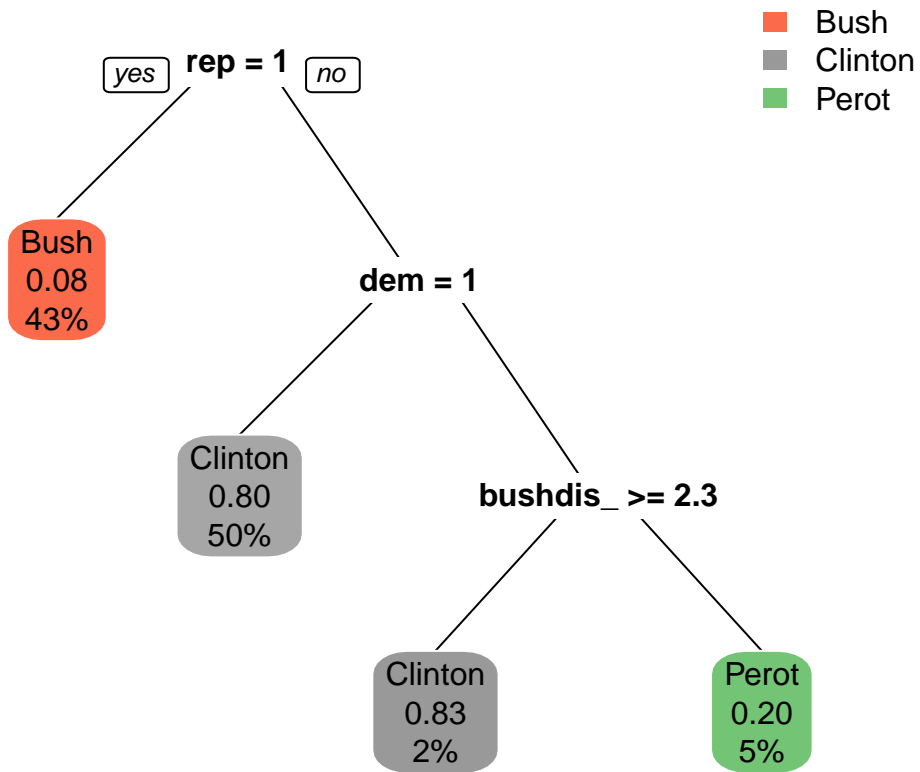 Bush
Clinton
Perot
yes rep = 1 no
Bush
0.08
43%
dem = 1
Clinton
0.80
50%
bushdis_ >= 2.3
Clinton
0.83
2%
Perot
0.20
5%